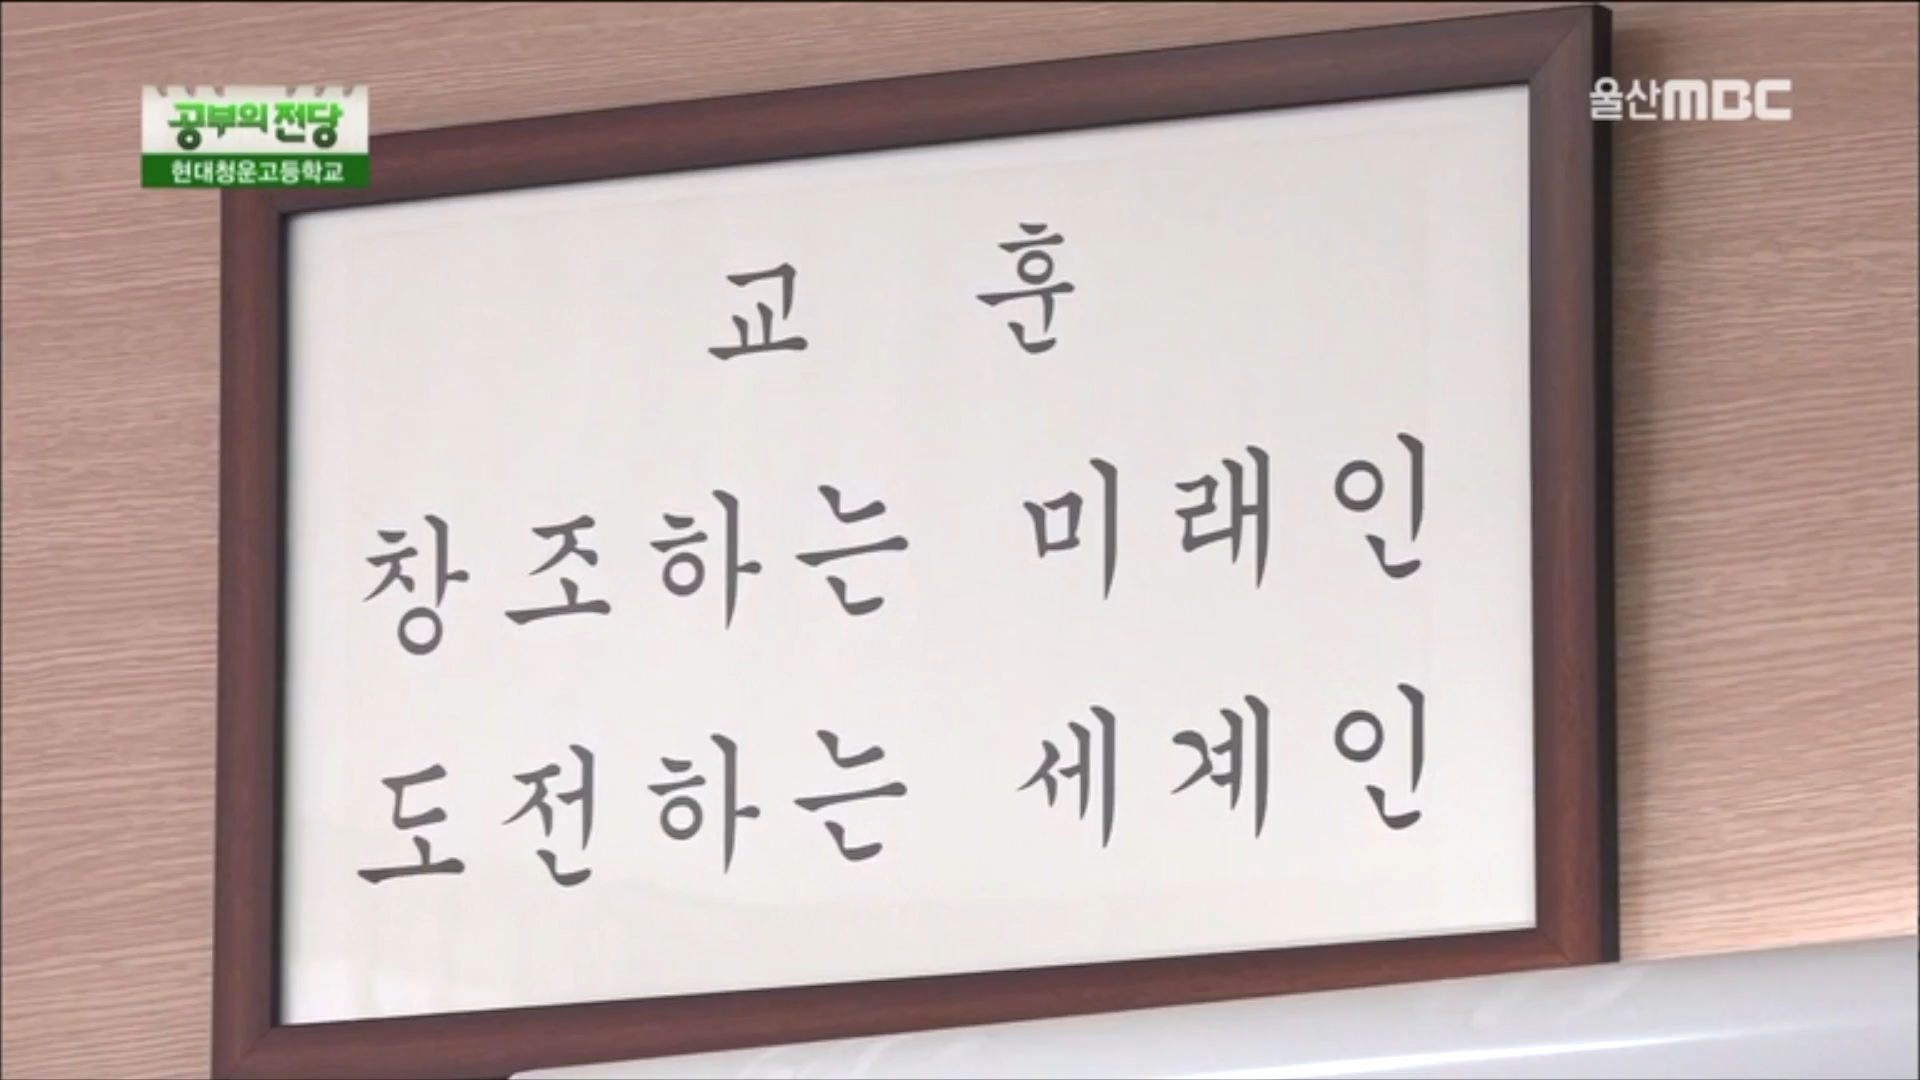 공부의 전당
현대청운고등학교
울산MBC
교 훈
창조하는 미래인
도전하는 세계인